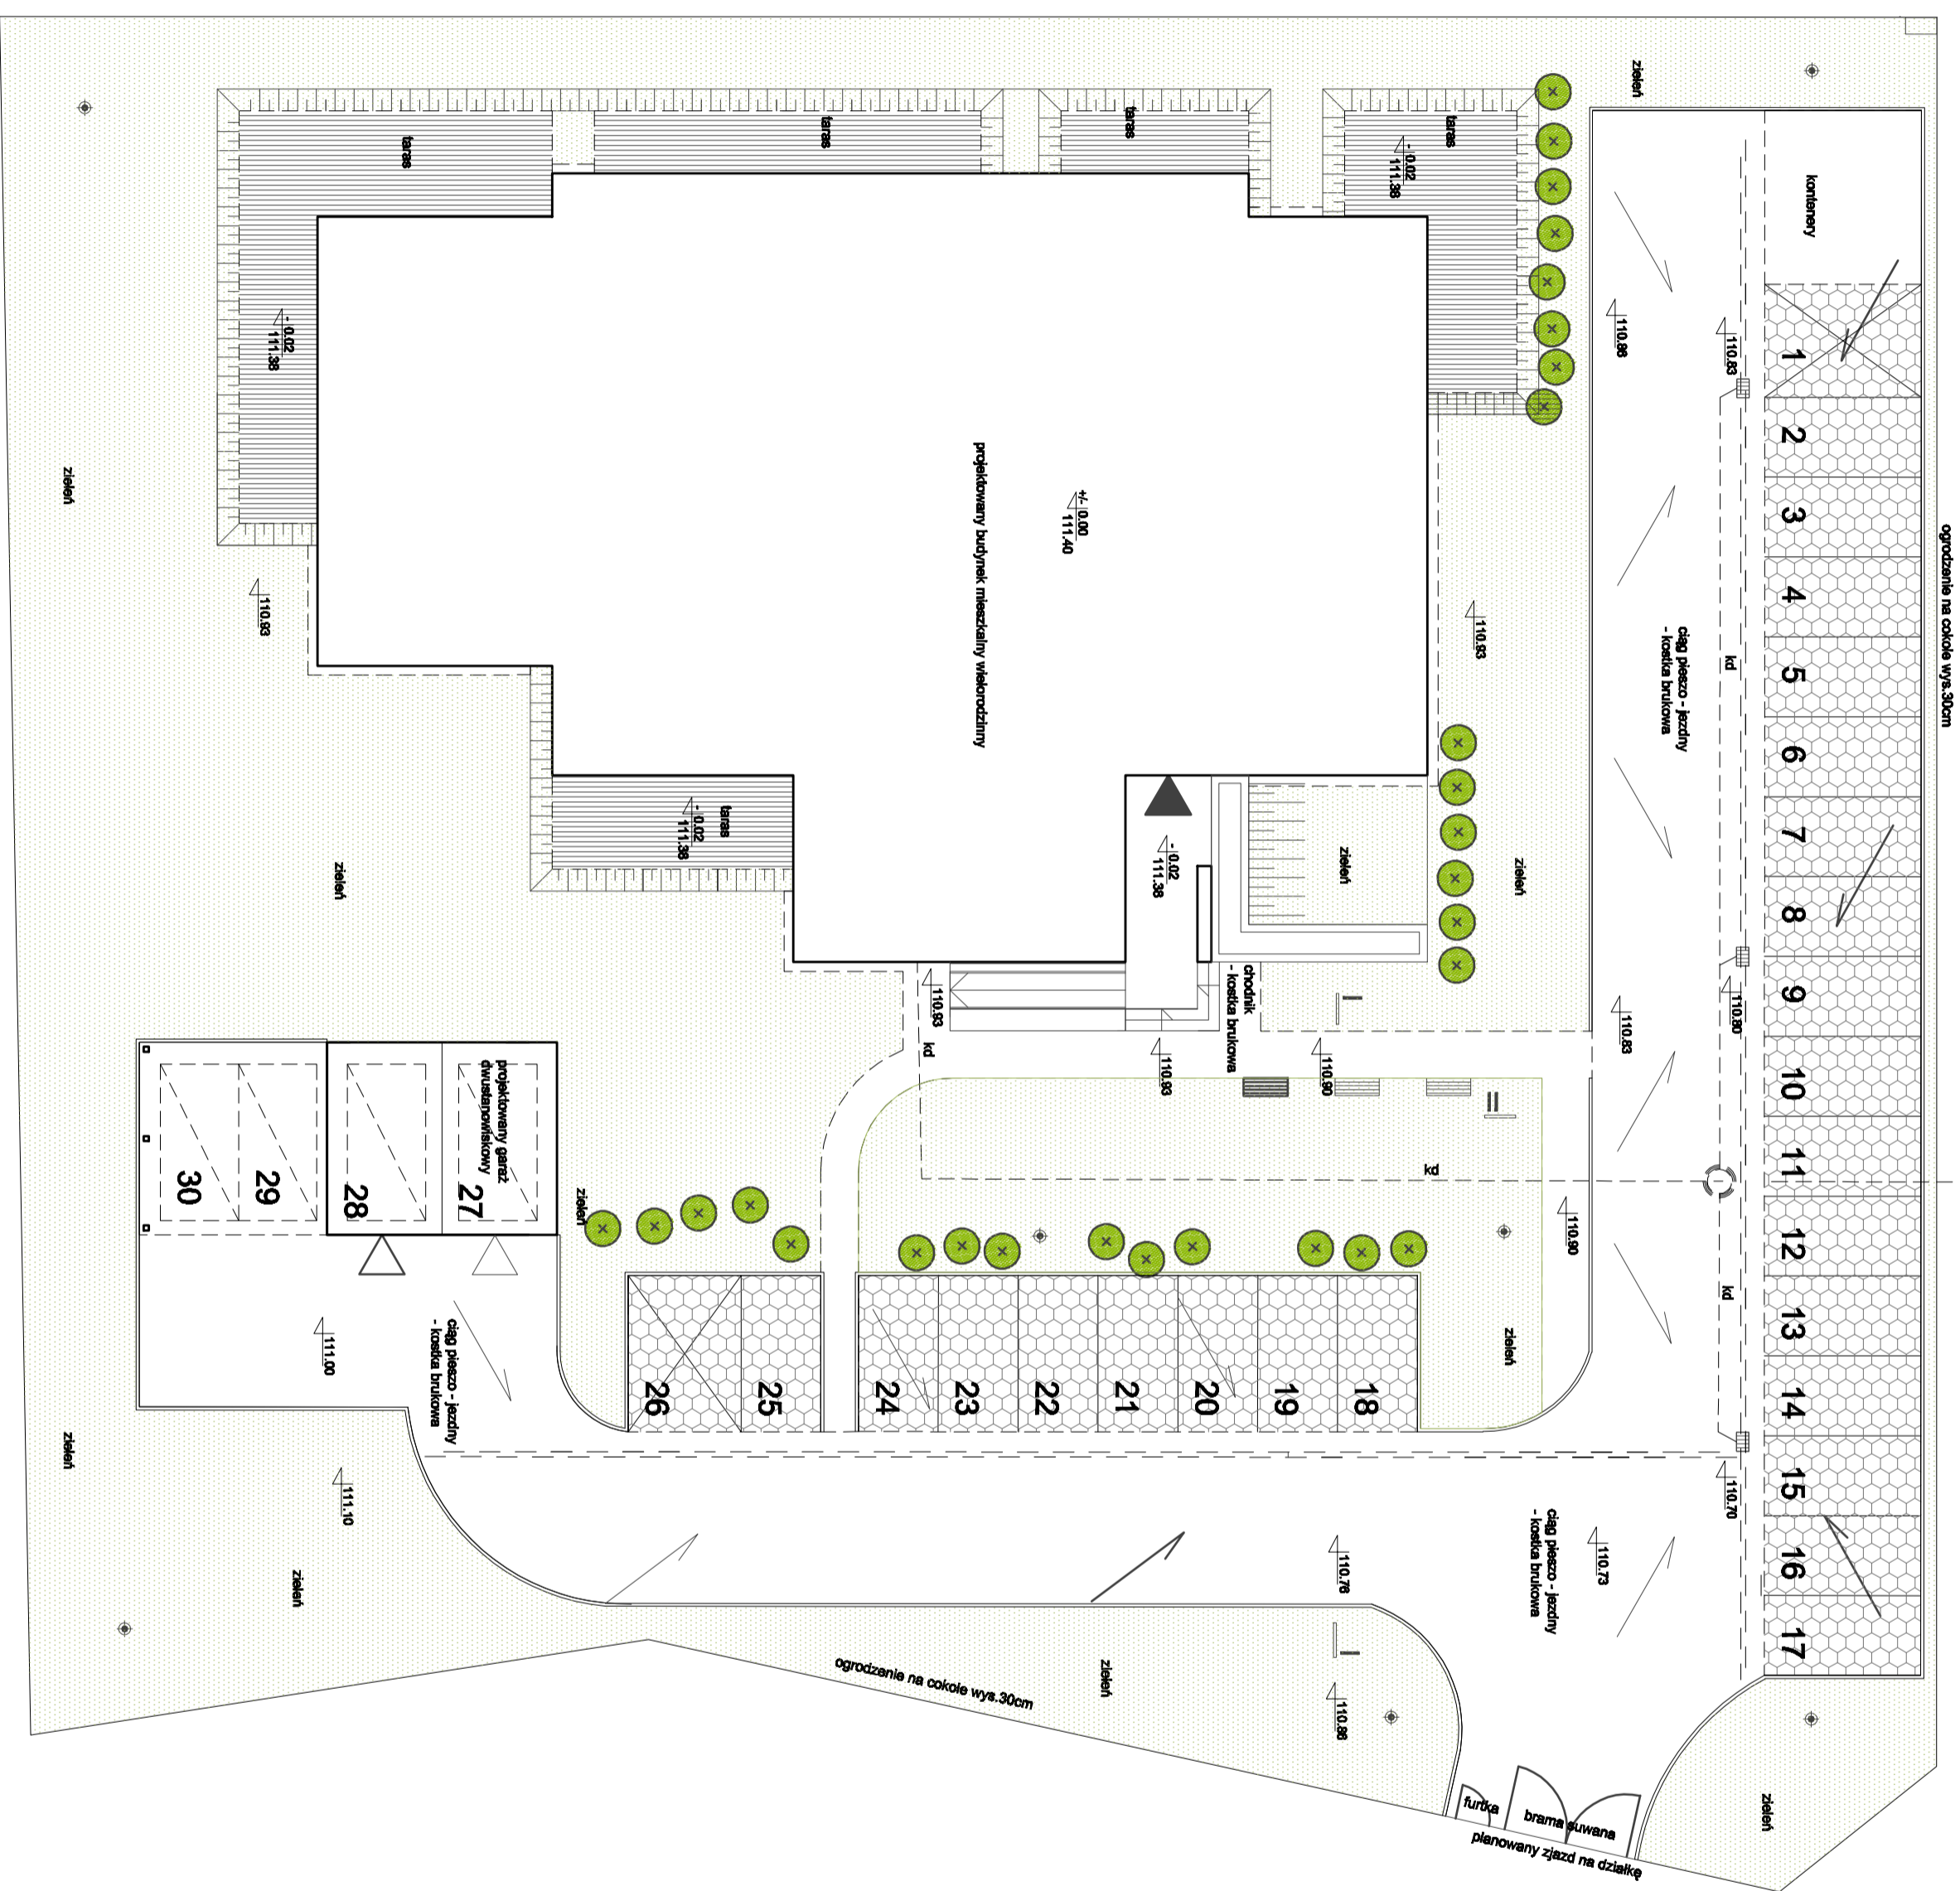 zieleń
taras
taras
taras
taras
- 0.02
111.38
kontenery
110.86
110.83
- 0.02
111.38
1
2
3
4
5
6
7
8
9
10
11
12
13
14
15
16
17
ogrodzenie na cokole wys.30cm
zieleń
projektowany budynek mieszkalny wielorodzinny
+/- 0.00
111.40
110.93
110.93
ciąg pieszo - jezdny
- kostka brukowa
kd
taras
- 0.02
111.38
- 0.02
111.38
zieleń
zieleń
zieleń
chodnik
- kostka brukowa
110.93
kd
110.93
110.90
110.83
110.80
projektowany garaż
dwustanowiskowy
30
29
28
27
zieleń
kd
110.90
kd
111.00
ciąg pieszo - jezdny
- kostka brukowa
26
25
24
23
22
21
20
19
18
zieleń
zieleń
111.10
zieleń
110.76
ciąg pieszo - jezdny
- kostka brukowa
110.73
110.70
ogrodzenie na cokole wys.30cm
zieleń
110.86
furtka
brama suwana
planowany zjazd na działkę
zieleń